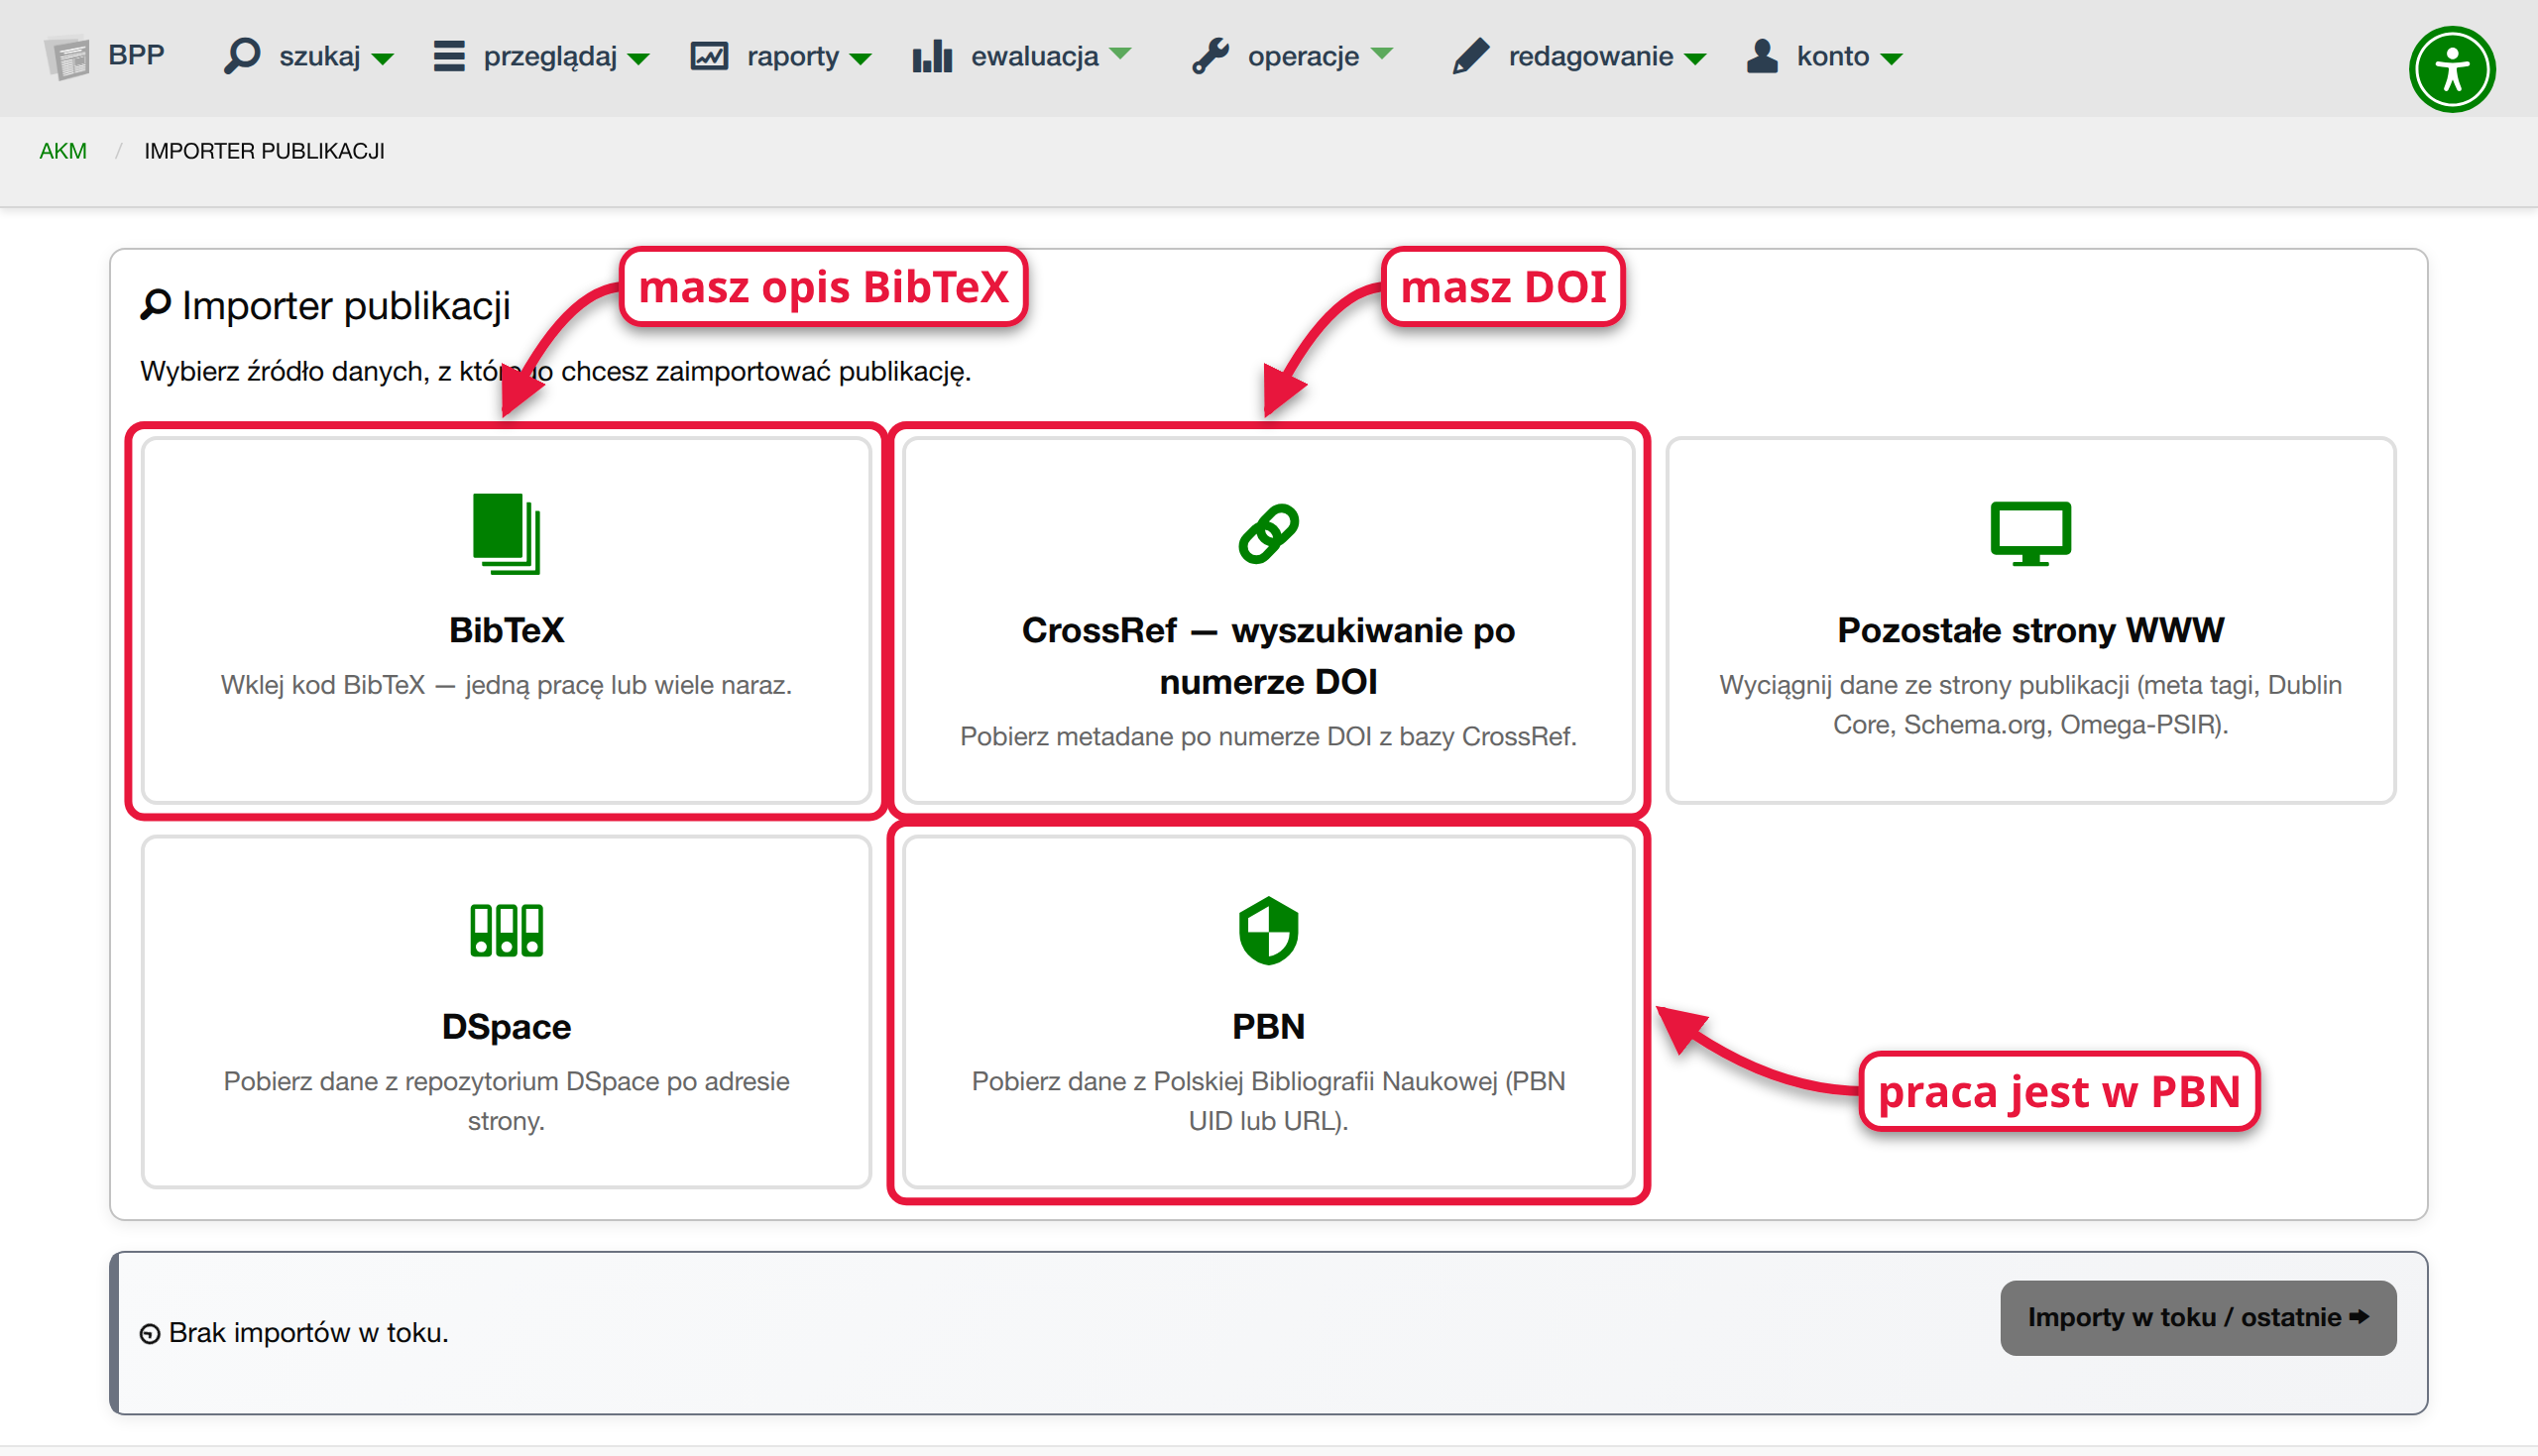 BPP szukaj przeglądaj raporty ewaluacja operacje redagowanie konto
AKM / IMPORTER PUBLIKACJI
masz opis BibTeX
masz DOI
Importer publikacji
Wybierz źródło danych, z którego chcesz zaimportować publikację.
BibTeX
Wklej kod BibTeX — jedną pracę lub wiele naraz.
CrossRef — wyszukiwanie po
numerze DOI
Pobierz metadane po numerze DOI z bazy CrossRef.
Pozostałe strony WWW
Wyciągnij dane ze strony publikacji (meta tagi, Dublin
Core, Schema.org, Omega-PSIR).
DSpace
Pobierz dane z repozytorium DSpace po adresie
strony.
PBN
Pobierz dane z Polskiej Bibliografii Naukowej (PBN
UID lub URL).
praca jest w PBN
Brak importów w toku.
Importy w toku / ostatnie